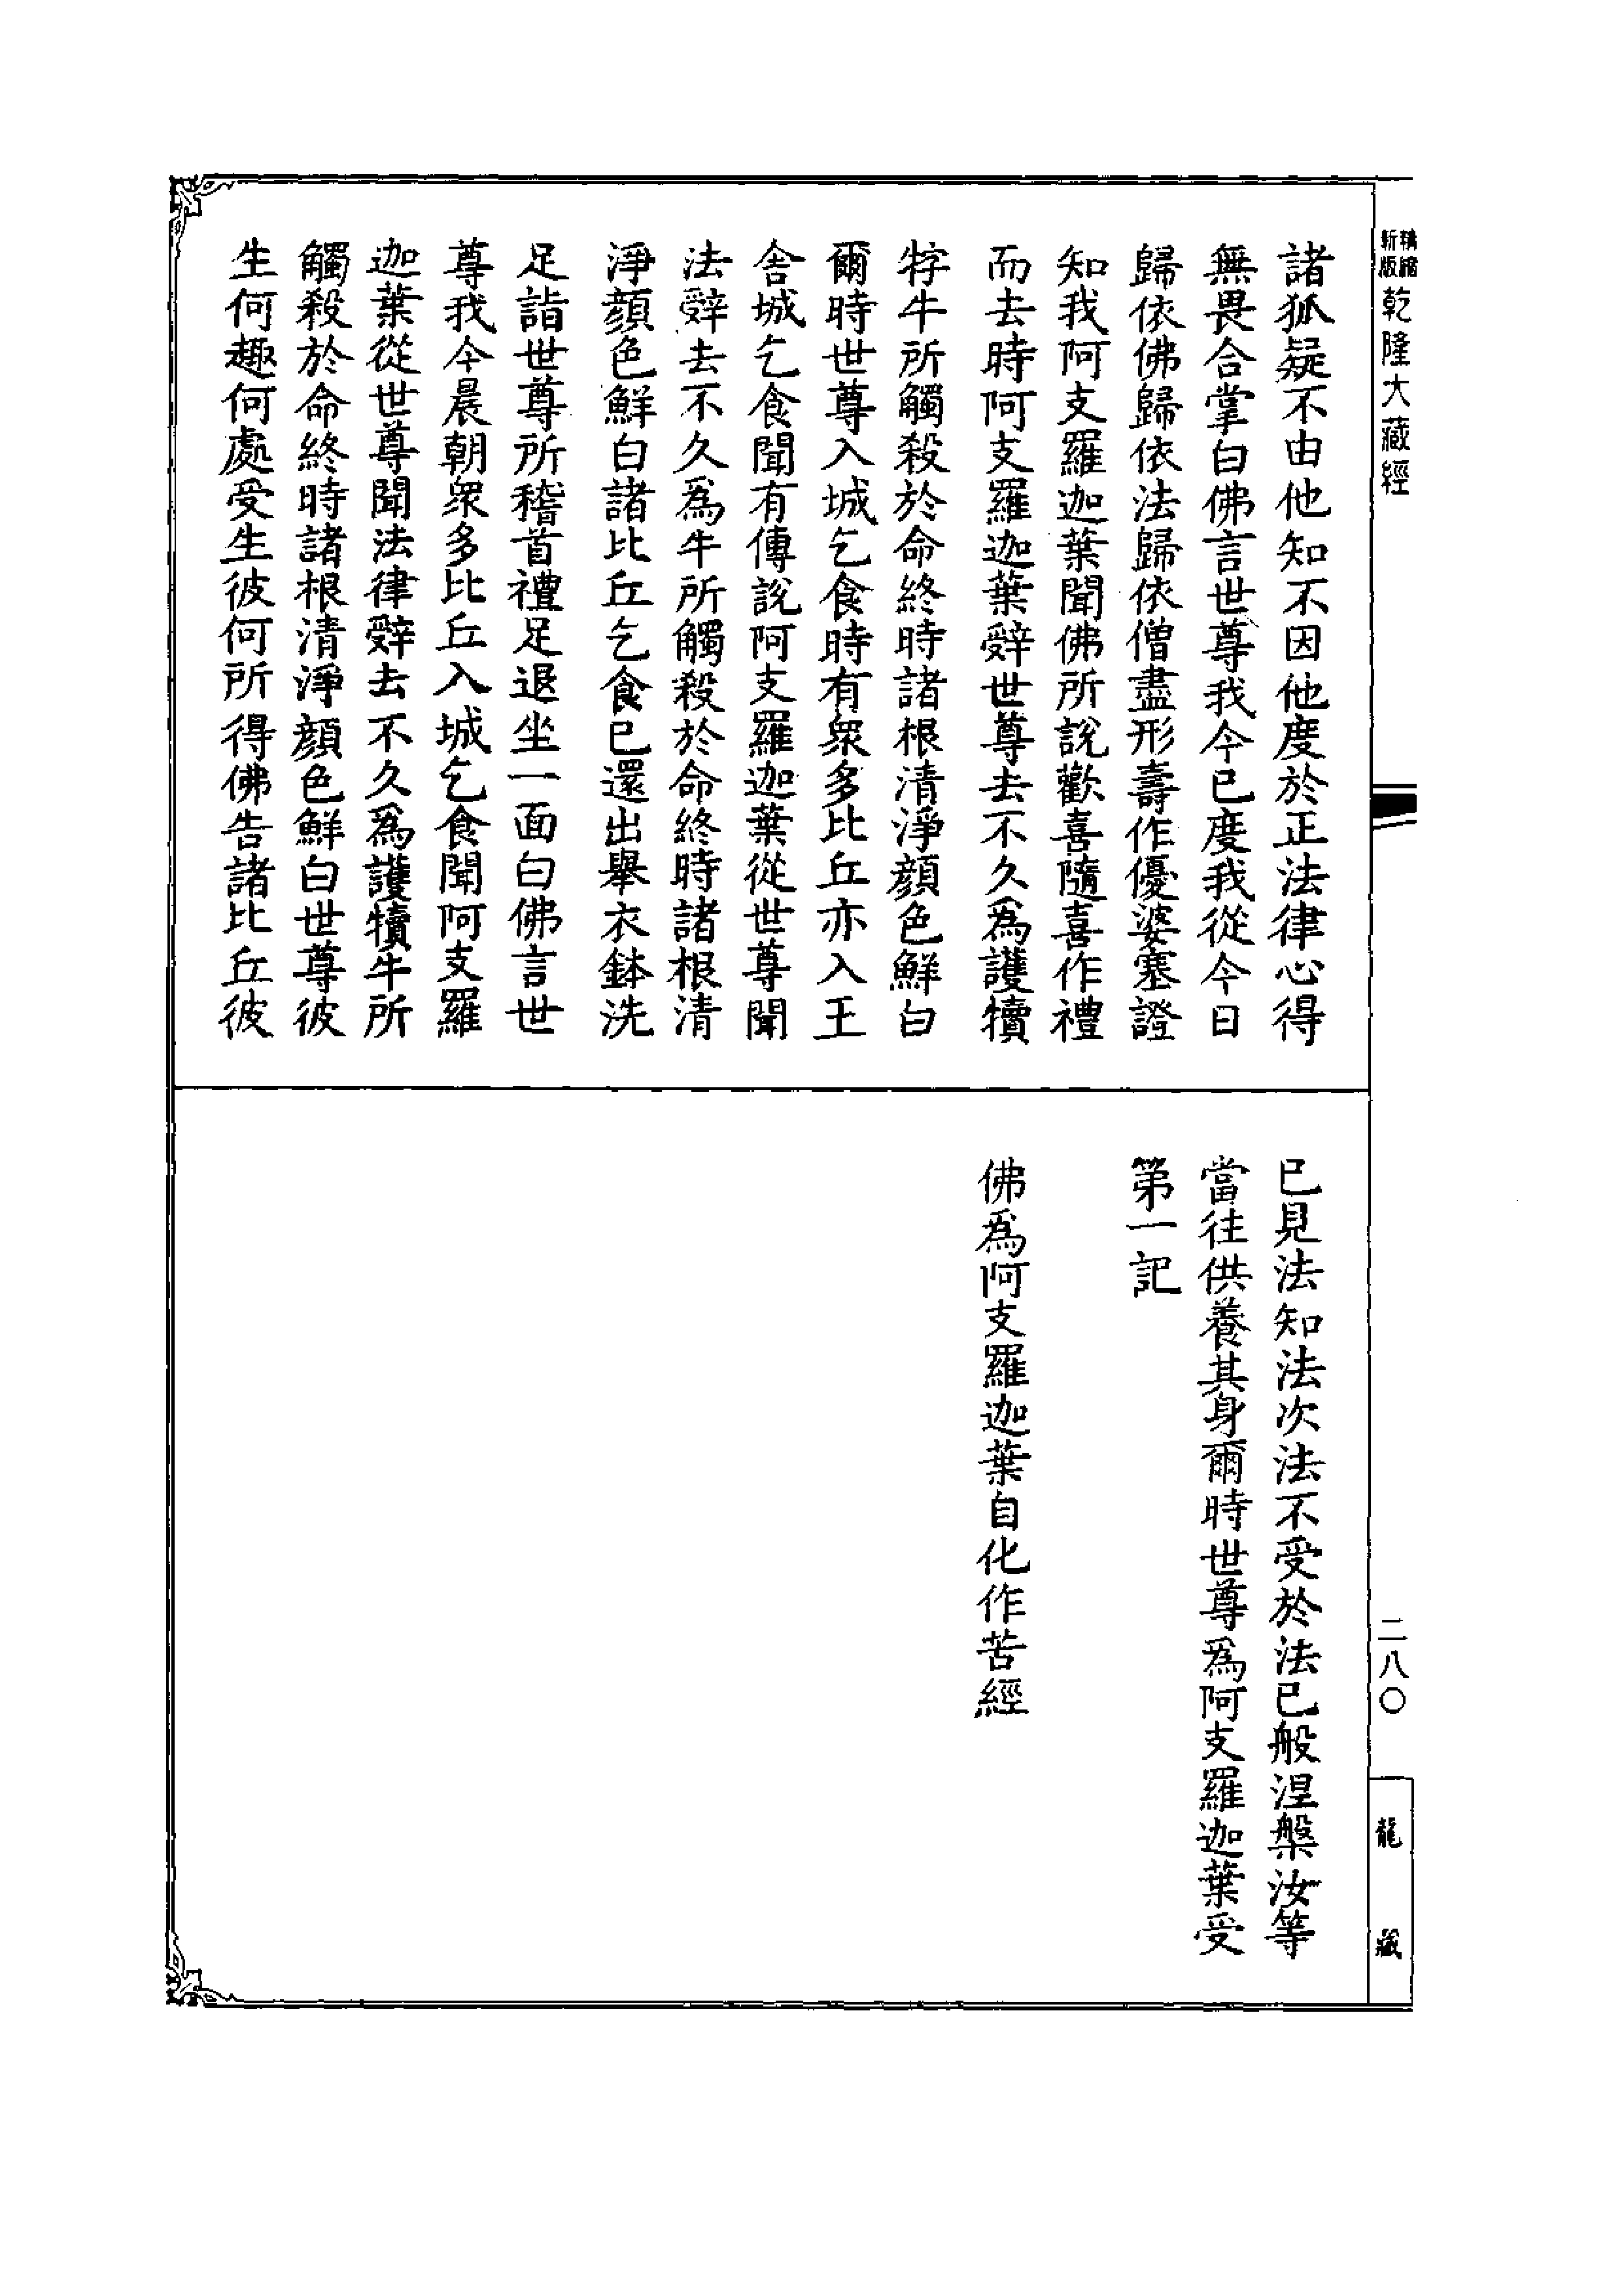 精縮新版乾隆大藏經
諸狐疑不由他知不因他度於正法律心得
無畏合掌白佛言世尊我今已度我從今日
歸依佛歸依法歸依僧盡形壽作優婆塞證
知我阿支羅迦葉聞佛所說歡喜隨喜作禮
而去時阿支羅迦葉辭世尊去不久為護犢
牸牛所觸殺於命終時諸根清淨顔色鮮白
爾時世尊入城乞食時有衆多比丘亦入王
舍城乞食聞有傳說阿支羅迦葉從世尊聞
法辭去不久為牛所觸殺於命終時諸根清
淨顔色鮮白諸比丘乞食已還出舉衣鉢洗
足詣世尊所稽首禮足退坐一面白佛言世
尊我今晨朝衆多比丘入城乞食聞阿支羅
迦葉從世尊聞法律辭去不久為護犢牛所
觸殺於命終時諸根清淨顔色鮮白世尊彼
生何趣何處受生彼何所得佛告諸比丘彼
已見法知法次法不受於法已般涅槃汝等
當往供養其身爾時世尊為阿支羅迦葉受
第一記
佛為阿支羅迦葉自化作苦經
二八〇
龍藏